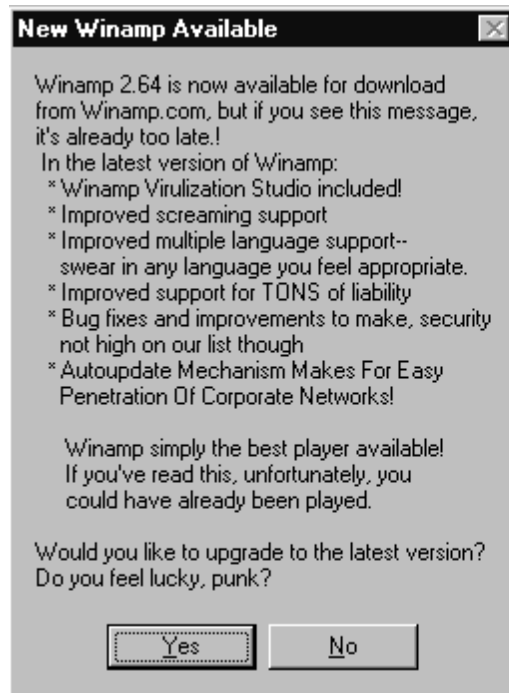 New Winamp Available
Winamp 2.64 is now available for download
from Winamp.com, but if you see this message,
it's already too late.!
In the latest version of Winamp:
* Winamp Virulization Studio included!
* Improved screaming support
* Improved multiple language support--
swear in any language you feel appropriate.
* Improved support for TONS of liability
* Bug fixes and improvements to make, security
not high on our list though
* Autoupdate Mechanism Makes For Easy
Penetration Of Corporate Networks!
Winamp simply the best player available!
If you've read this, unfortunately, you
could have already been played.
Would you like to upgrade to the latest version?
Do you feel lucky, punk?
Yes No